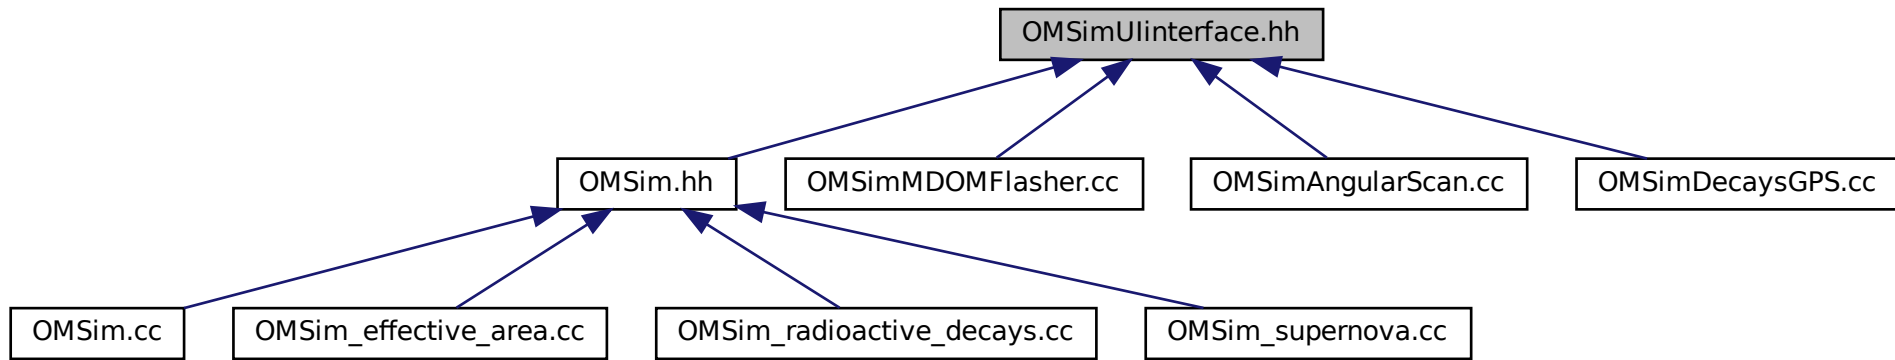 OMSimUIinterface.hh
OMSim.hh
OMSimMDOMFlasher.cc
OMSimAngularScan.cc
OMSimDecaysGPS.cc
OMSim.cc
OMSim_effective_area.cc
OMSim_radioactive_decays.cc
OMSim_supernova.cc